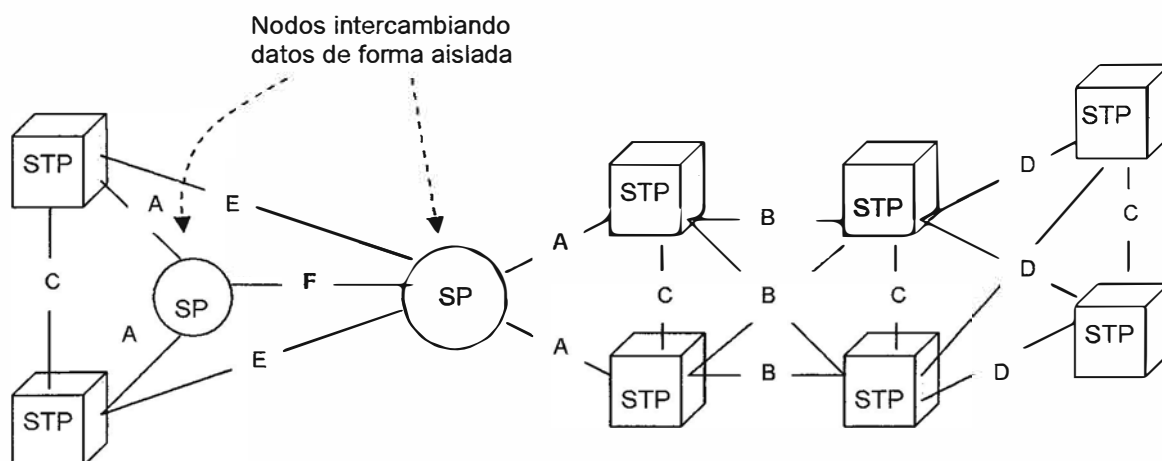 Nodos intercambiando
datos de forma aislada
STP
STP
STP
STP
D
A
E
A
B
D
C
C
SP
F
SP
C
B
C
D
A
E
A
B
D
STP
STP
STP
STP